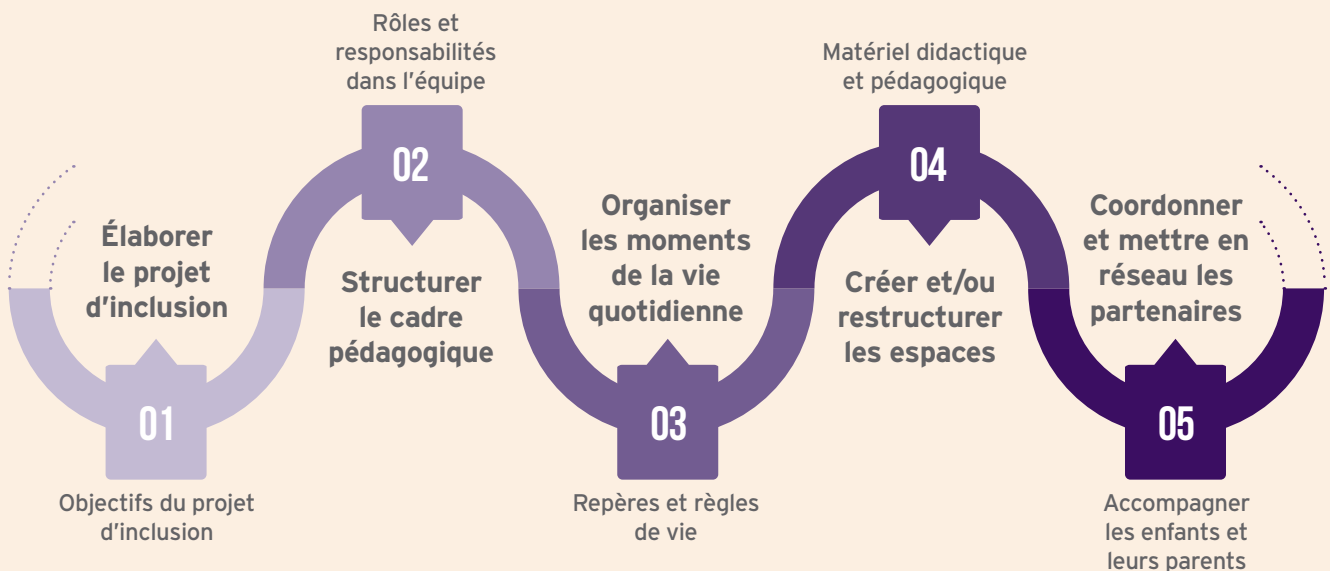 Élaborer
le projet
d'inclusion
01
Objectifs du projet
d'inclusion
Rôles et
responsabilités
dans l'équipe
02
Structurer
le cadre
pédagogique
Organiser
les moments
de la vie
quotidienne
03
Repères et règles
de vie
Matériel didactique
et pédagogique
04
Créer et/ou
restructurer
les espaces
Coordonner
et mettre en
réseau les
partenaires
05
Accompagner
les enfants et
leurs parents